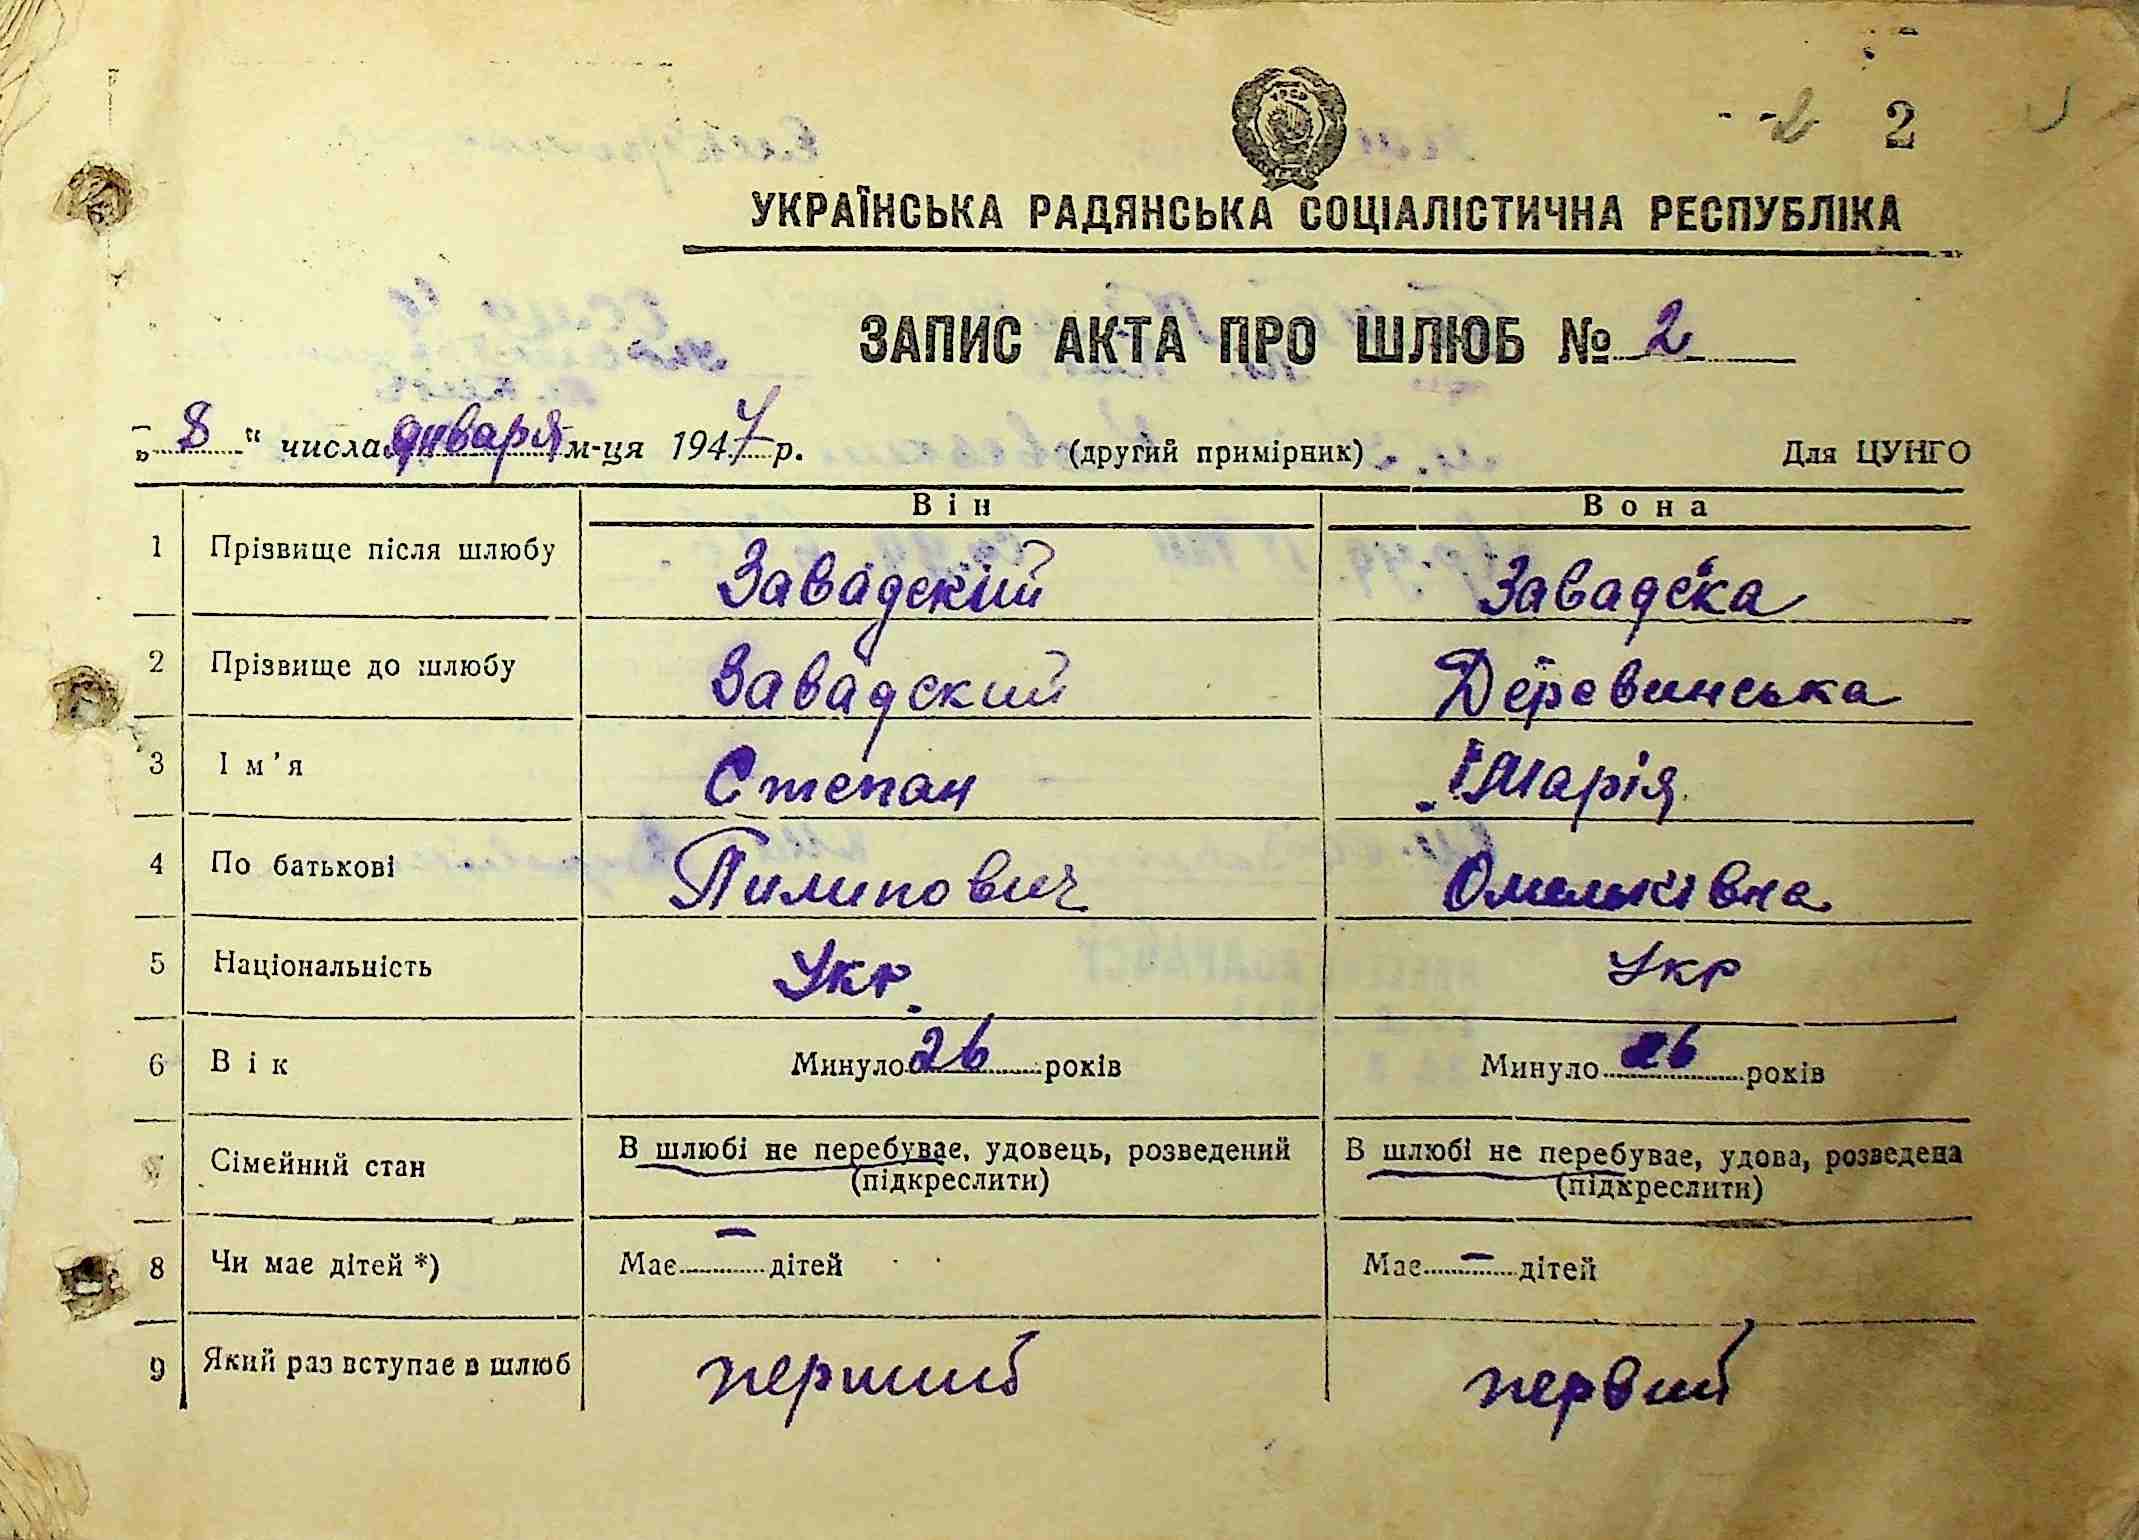 2 2
УКРАЇНСЬКА РАДЯНСЬКА СОЦІАЛІСТИЧНА РЕСПУБЛІКА
ЗАПИС АКТА ПРО ШЛЮБ № 2
„8“ числа января м-ця 1947 р. (другий примірник) Для ЦУНГО
Він Вона
1 Прізвище після шлюбу Завадский Завадська
2 Прізвище до шлюбу Завадский Деревинська
3 Ім’я Степан Марія
4 По батькові Пилипович Омельківна
5 Національність Укр. Укр
6 Вік Минуло 26 років Минуло 26 років
7 Сімейний стан В шлюбі не перебуває, удовець, розведений В шлюбі не перебуває, удова, розведена
(підкреслити) (підкреслити)
8 Чи має дітей *) Має – дітей Має – дітей
9 Який раз вступає в шлюб перший первий